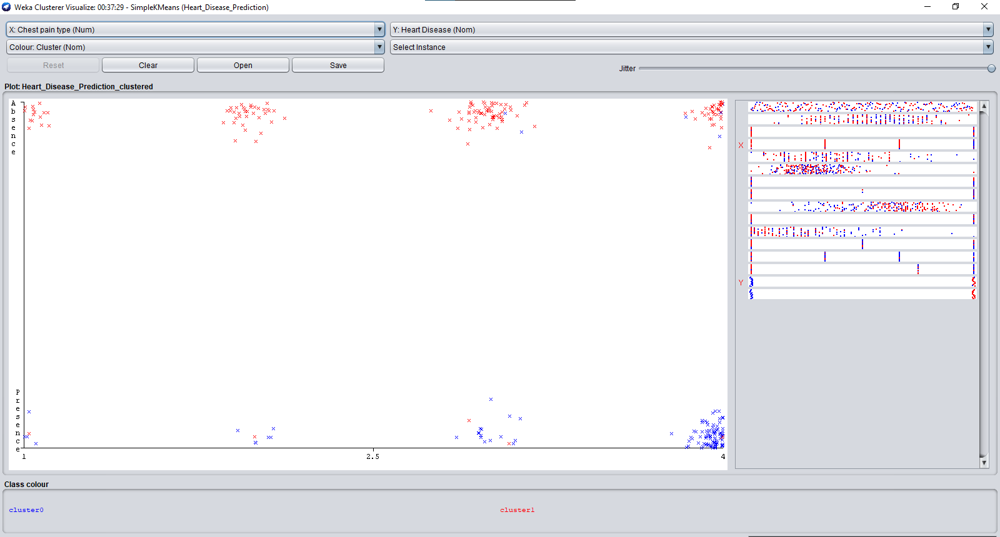 Weka Clusterer Visualize: 00:37:29 - SimpleKMeans (Heart_Disease_Prediction)
X: Chest pain type (Num)
Y: Heart Disease (Nom)
Colour: Cluster (Nom)
Select Instance
Reset
Clear
Open
Save
Jitter
Plot: Heart_Disease_Prediction_clustered
Absence
Presence
1
2.5
4
X
Y
Class colour
cluster0
cluster1